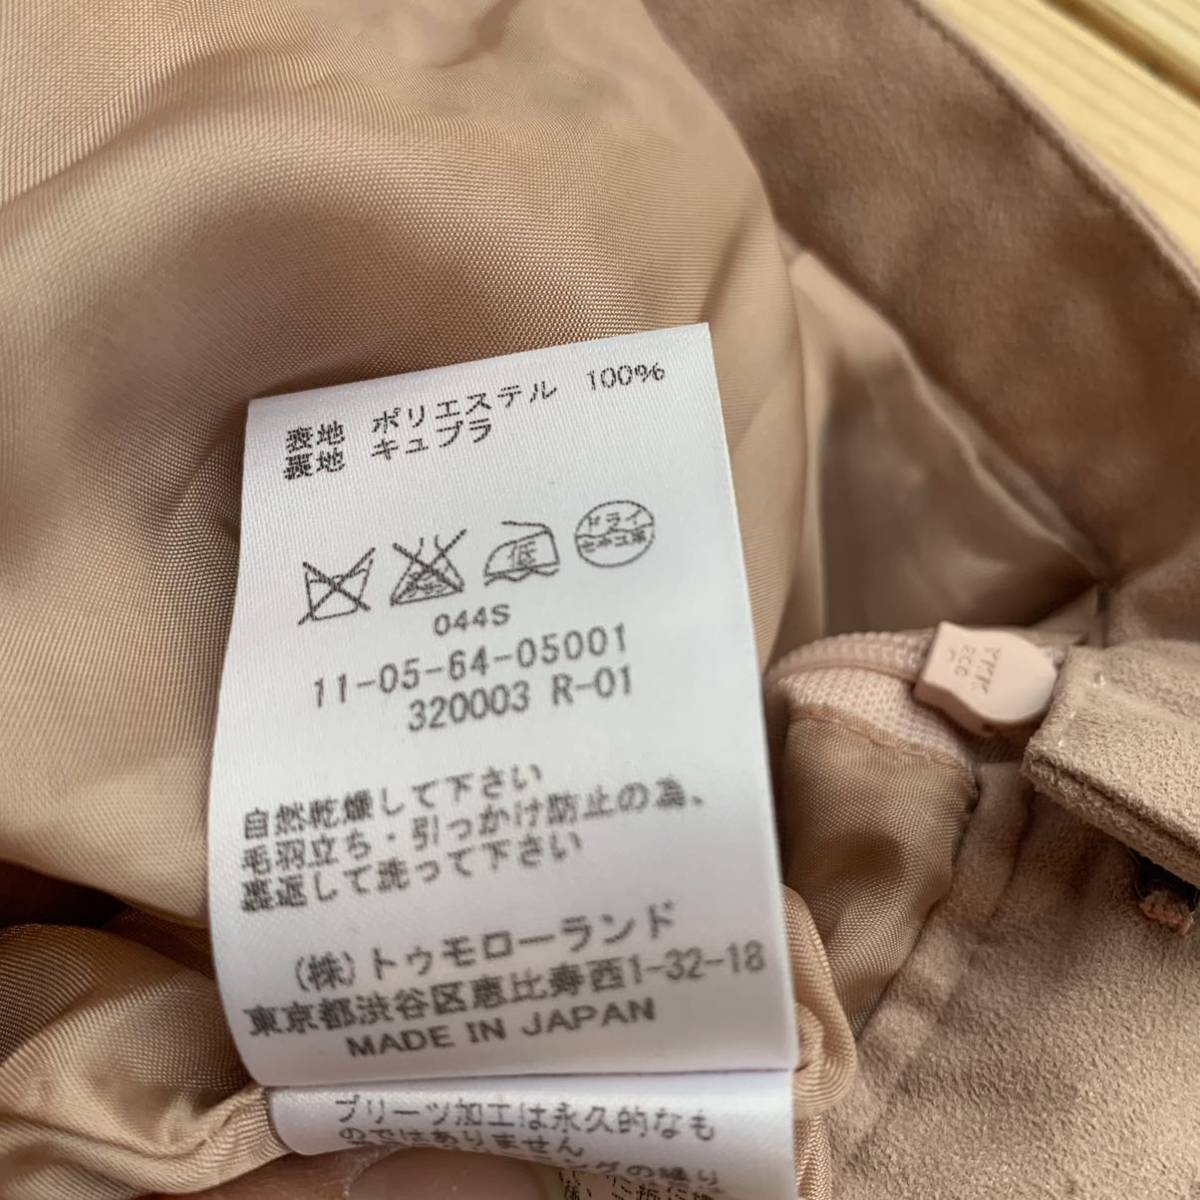 表地 ポリエステル 100%
裏地 キュプラ
低
ドライ
セキユ系
044S
11-05-64-05001
320003 R-01
自然乾燥して下さい
毛羽立ち・引っかけ防止の為、
裏返して洗って下さい
(株)トゥモローランド
東京都渋谷区恵比寿西1-32-18
MADE IN JAPAN
プリーツ加工は永久的なも
のではありません